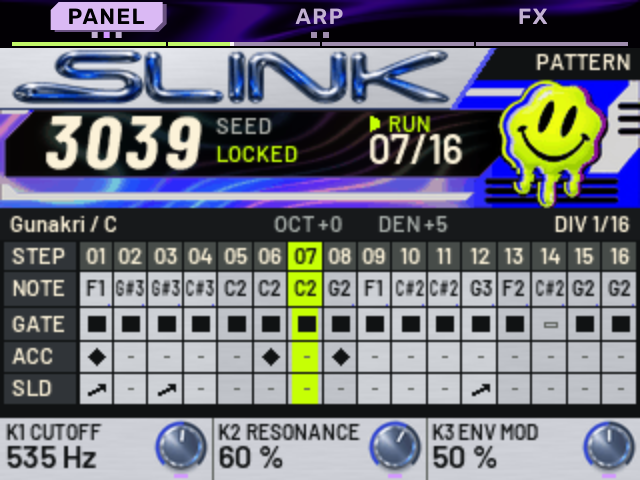 PANEL ARP FX
SLINK PATTERN
3039 SEED LOCKED RUN 07/16
Gunakri / C OCT+0 DEN+5 DIV 1/16
STEP 01 02 03 04 05 06 07 08 09 10 11 12 13 14 15 16
NOTE F1 G#3 G#3 C#3 C2 C2 C2 G2 F1 C#2 C#2 G3 F2 C#2 G2 G2
GATE
ACC - - - - - - - - - - - - -
SLD - - - - - - - - - - - - -
K1 CUTOFF K2 RESONANCE K3 ENV MOD
535 Hz 60 % 50 %